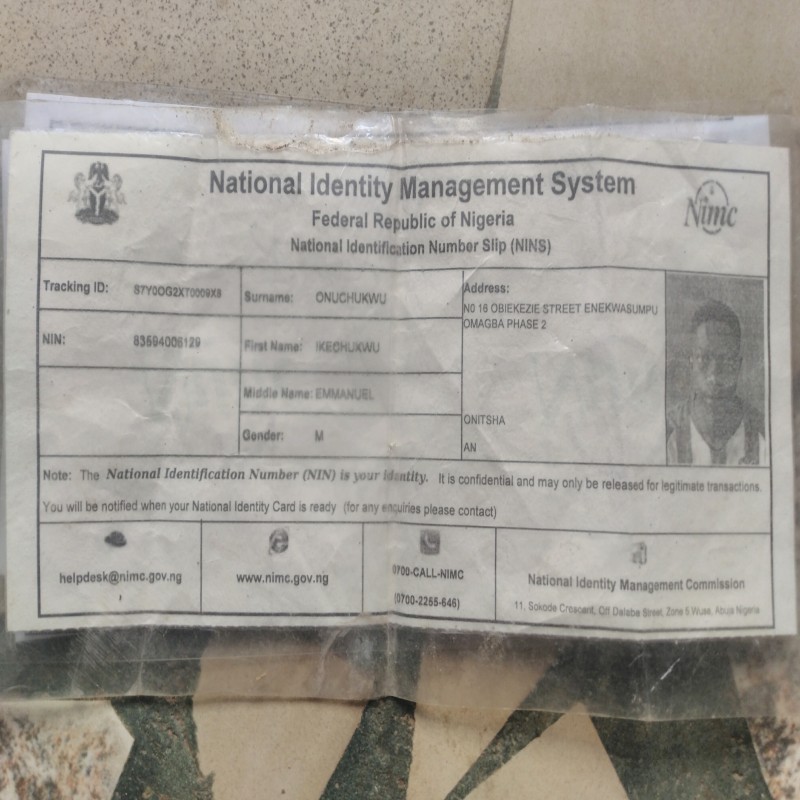 National Identity Management System
Federal Republic of Nigeria
National Identification Number Slip (NINS)
Nimc
Tracking ID:
NIN:
Surname: ONUCHUKWU
First Name: IKECHUKWU
Middle Name: EMMANUEL
Gender: M
Address:
N0 16 OBIEKEZIE STREET ENEKWASUMPU
OMAGBA PHASE 2
ONITSHA
AN
Note: The National Identification Number (NIN) is your identity. It is confidential and may only be released for legitimate transactions.
You will be notified when your National Identity Card is ready (for any enquiries please contact)
helpdesk@nimc.gov.ng
www.nimc.gov.ng
0700-CALL-NIMC
(0700-2255-646)
National Identity Management Commission
11, Sokode Crescent, Off Dalaba Street, Zone 5 Wuse, Abuja Nigeria